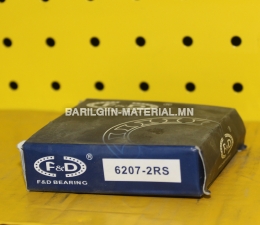 BARILGIIN-MATERIAL.MN
F&D
F&D
®
F&D BEARING
6207-2RS